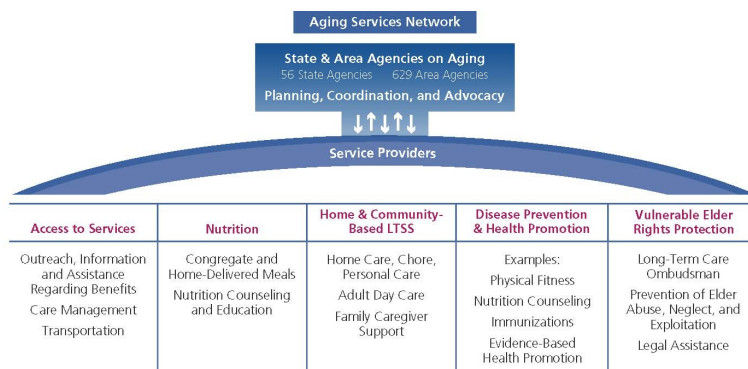 Aging Services Network
State & Area Agencies on Aging
56 State Agencies 629 Area Agencies
Planning, Coordination, and Advocacy
Service Providers
Access to Services
Outreach, Information
and Assistance
Regarding Benefits
Care Management
Transportation
Nutrition
Congregate and
Home-Delivered Meals
Nutrition Counseling
and Education
Home & Community-
Based LTSS
Home Care, Chore,
Personal Care
Adult Day Care
Family Caregiver
Support
Disease Prevention
& Health Promotion
Examples:
Physical Fitness
Nutrition Counseling
Immunizations
Evidence-Based
Health Promotion
Vulnerable Elder
Rights Protection
Long-Term Care
Ombudsman
Prevention of Elder
Abuse, Neglect, and
Exploitation
Legal Assistance